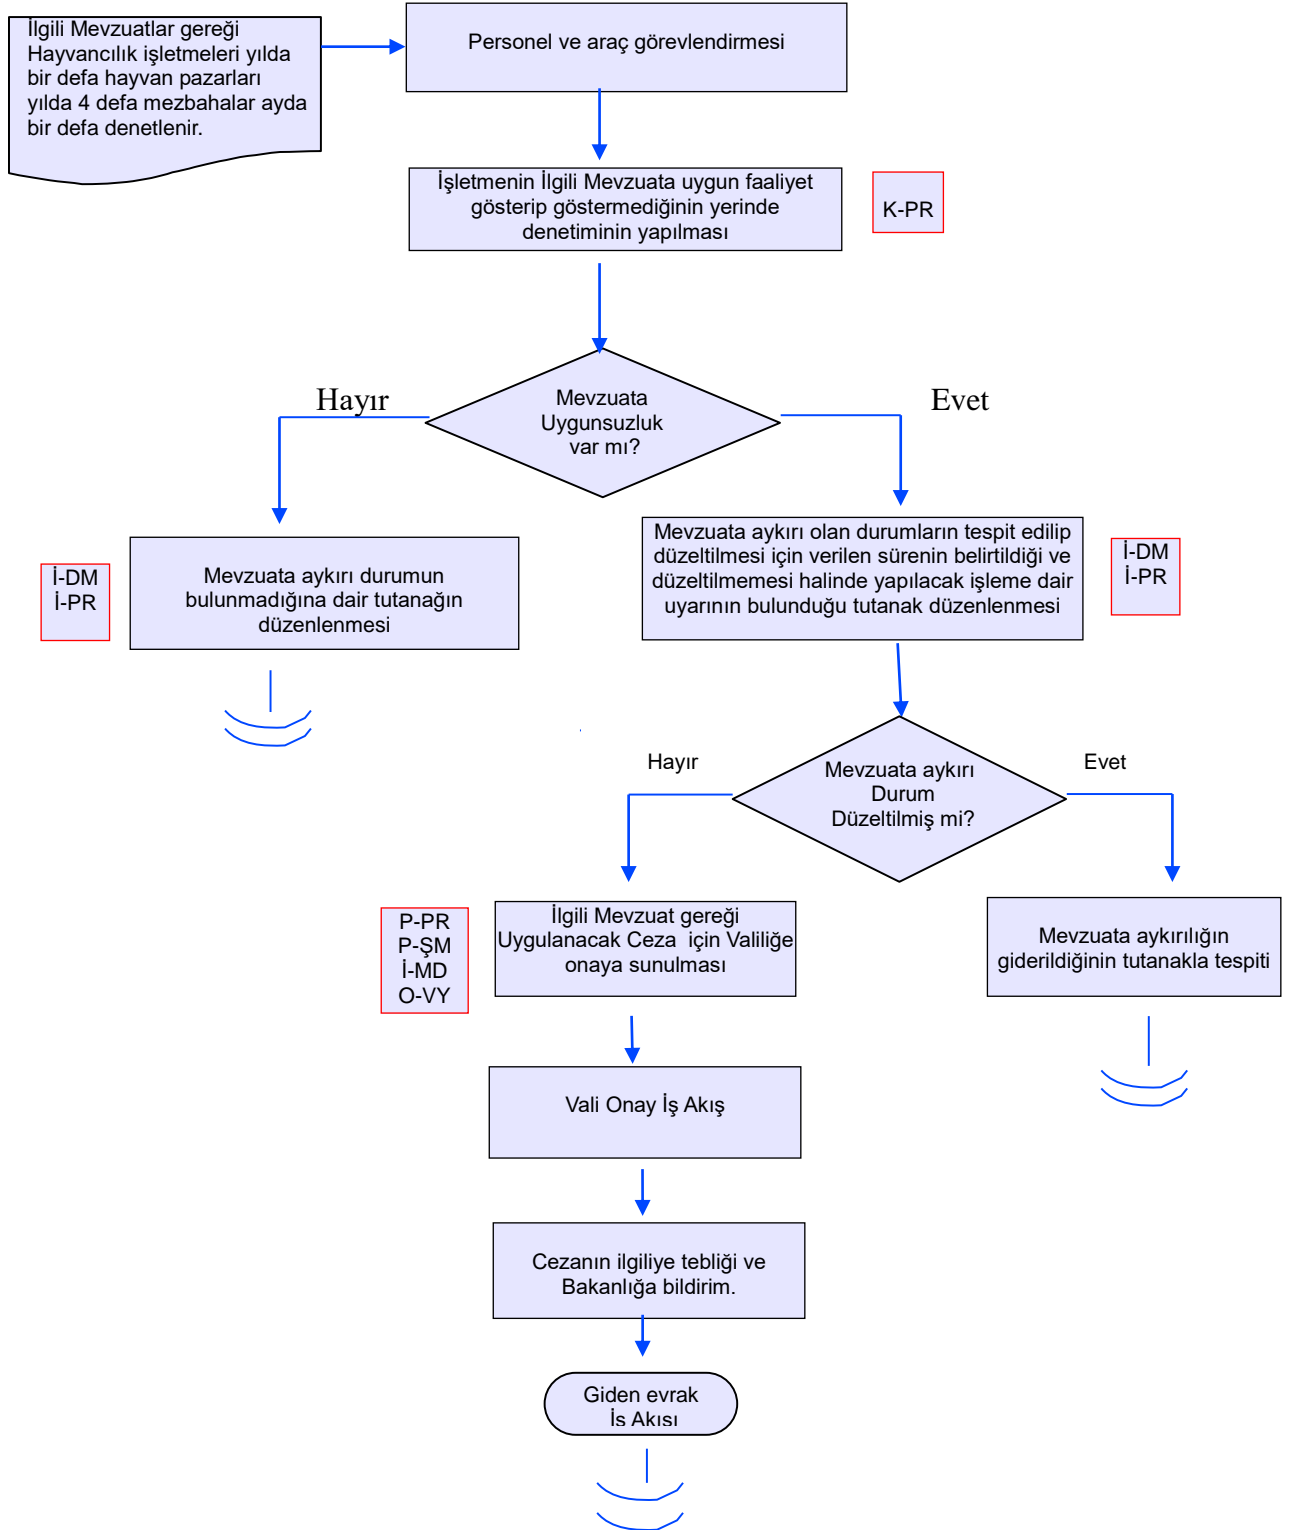 İlgili Mevzuatlar gereği
Hayvancılık işletmeleri yılda
bir defa hayvan pazarları
yılda 4 defa mezbahalar ayda
bir defa denetlenir.
Personel ve araç görevlendirmesi
İşletmenin İlgili Mevzuata uygun faaliyet
gösterip göstermediğinin yerinde
denetiminin yapılması
K-PR
Hayır
Mevzuata
Uygunsuzluk
var mı?
Evet
İ-DM
İ-PR
Mevzuata aykırı durumun
bulunmadığına dair tutanağın
düzenlenmesi
Mevzuata aykırı olan durumların tespit edilip
düzeltilmesi için verilen sürenin belirtildiği ve
düzeltilmemesi halinde yapılacak işleme dair
uyarının bulunduğu tutanak düzenlenmesi
İ-DM
İ-PR
Hayır
Mevzuata aykırı
Durum
Düzeltilmiş mi?
Evet
P-PR
P-ŞM
İ-MD
O-VY
İlgili Mevzuat gereği
Uygulanacak Ceza  için Valiliğe
onaya sunulması
Mevzuata aykırılığın
giderildiğinin tutanakla tespiti
Vali Onay İş Akış
Cezanın ilgiliye tebliği ve
Bakanlığa bildirim.
Giden evrak
İş Akışı